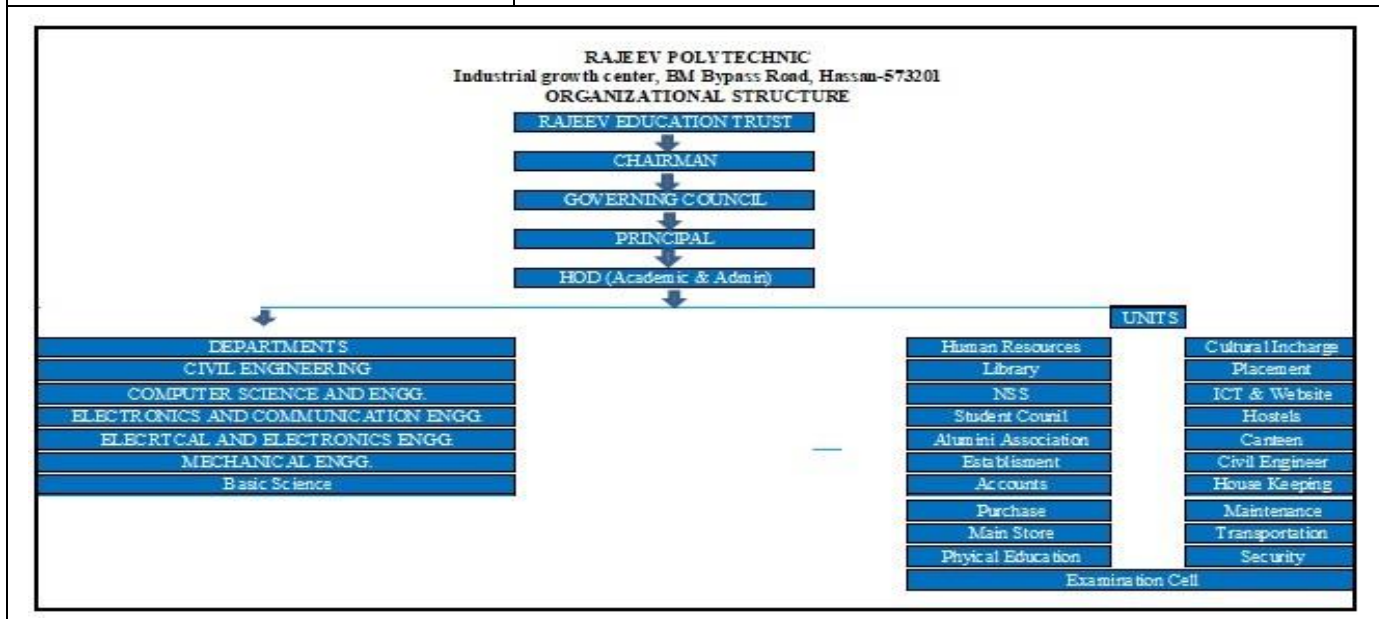 RAJEEV POLYTECHNIC
Industrial growth center, BM Bypass Road, Hassan-573201
ORGANIZATIONAL STRUCTURE
RAJEEV EDUCATION TRUST
CHAIRMAN
GOVERNING COUNCIL
PRINCIPAL
HOD (Academic & Admin)
UNITS
DEPARTMENTS
CIVIL ENGINEERING
COMPUTER SCIENCE AND ENGG.
ELECTRONICS AND COMMUNICATION ENGG.
ELECRTCAL AND ELECTRONICS ENGG.
MECHANICAL ENGG.
Basic Science
Human Resources
Library
NSS
Student Counil
Alumini Association
Establisment
Accounts
Purchase
Main Store
Phyical Education
Cultural Incharge
Placement
ICT & Website
Hostels
Canteen
Civil Engineer
House Keeping
Maintenance
Transportation
Security
Examination Cell